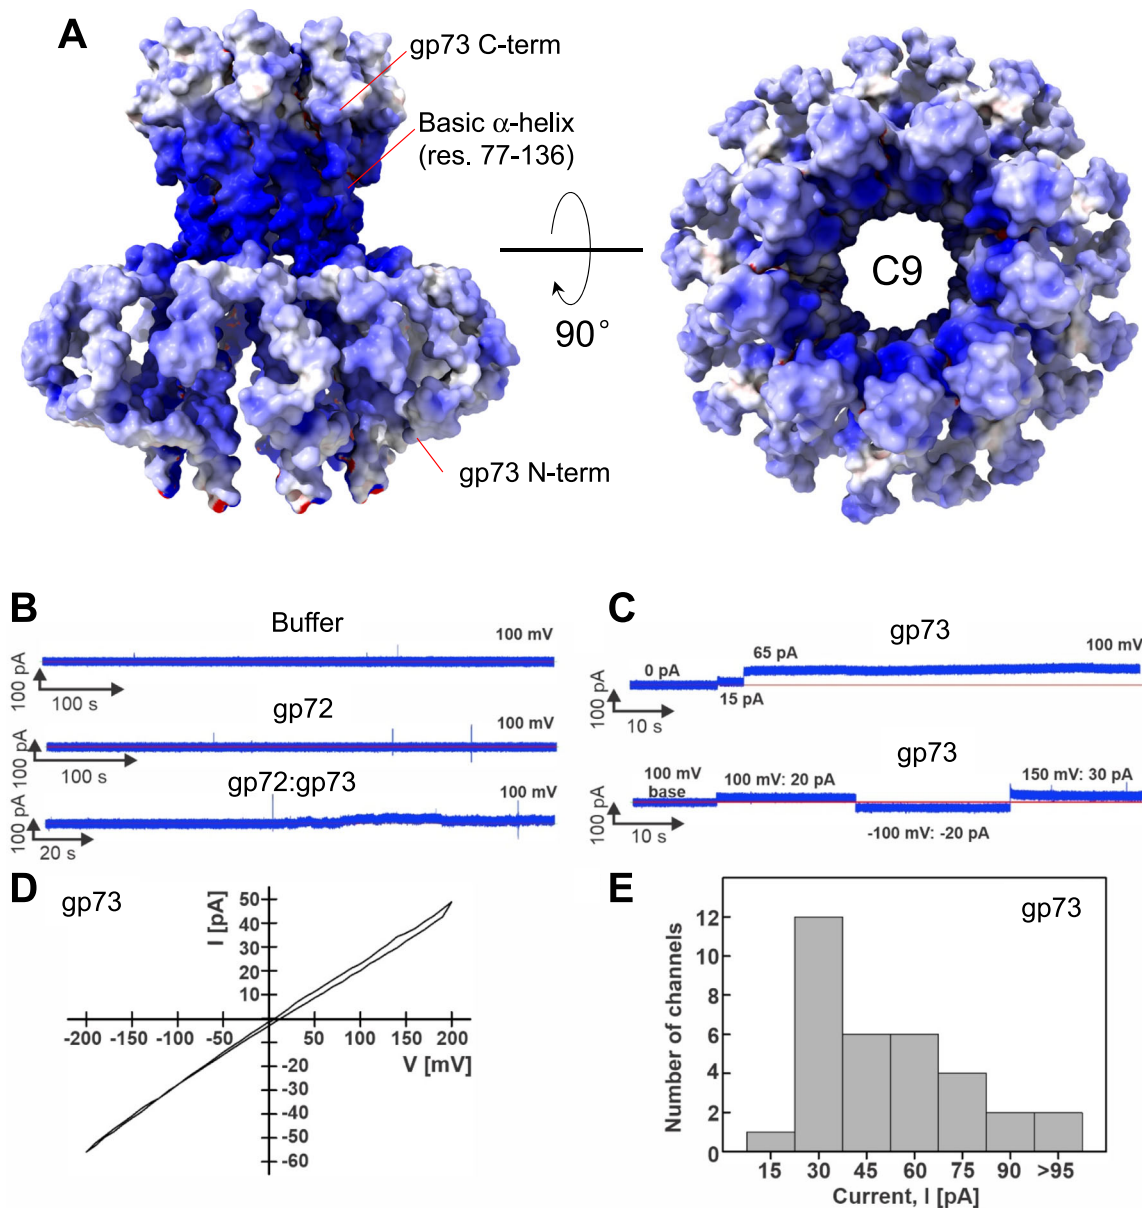 A
gp73 C-term
Basic α-helix
(res. 77-136)
gp73 N-term
90°
C9
B
Buffer
100 mV
100 pA
100 s
gp72
100 mV
100 pA
100 s
gp72:gp73
100 mV
100 pA
20 s
C
gp73
0 pA
15 pA
65 pA
100 mV
100 pA
10 s
gp73
100 mV
base
100 mV: 20 pA
-100 mV: -20 pA
150 mV: 30 pA
100 pA
10 s
D
gp73
I [pA]
50
40
30
20
10
-20
-30
-40
-50
-60
-200 -150 -100 -50 50 100 150 200
V [mV]
E
gp73
Number of channels
12
10
8
6
4
2
0
15 30 45 60 75 90 >95
Current, I [pA]